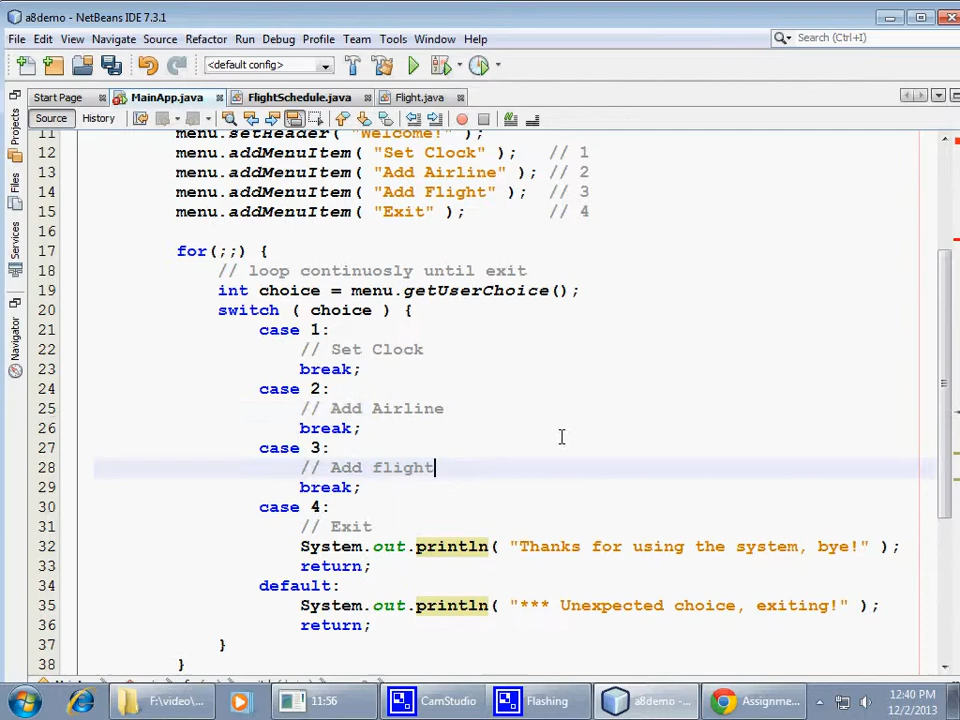 a8demo - NetBeans IDE 7.3.1
File Edit View Navigate Source Refactor Run Debug Profile Team Tools Window Help
Search (Ctrl+I)
<default config>
Start Page MainApp.java FlightSchedule.java Flight.java
Source History
Projects
Files
Services
Navigator
11 menu.setHeader( "Welcome!" );
12 menu.addMenuItem( "Set Clock" ); // 1
13 menu.addMenuItem( "Add Airline" ); // 2
14 menu.addMenuItem( "Add Flight" ); // 3
15 menu.addMenuItem( "Exit" ); // 4
16
17 for(;;) {
18 // loop continuosly until exit
19 int choice = menu.getUserChoice();
20 switch ( choice ) {
21 case 1:
22 // Set Clock
23 break;
24 case 2:
25 // Add Airline
26 break;
27 case 3:
28 // Add flight
29 break;
30 case 4:
31 // Exit
32 System.out.println( "Thanks for using the system, bye!" );
33 return;
34 default:
35 System.out.println( "*** Unexpected choice, exiting!" );
36 return;
37 }
38 }
F:\video\...
11:56
CamStudio
Flashing
a8demo -...
Assignme...
12:40 PM
12/2/2013